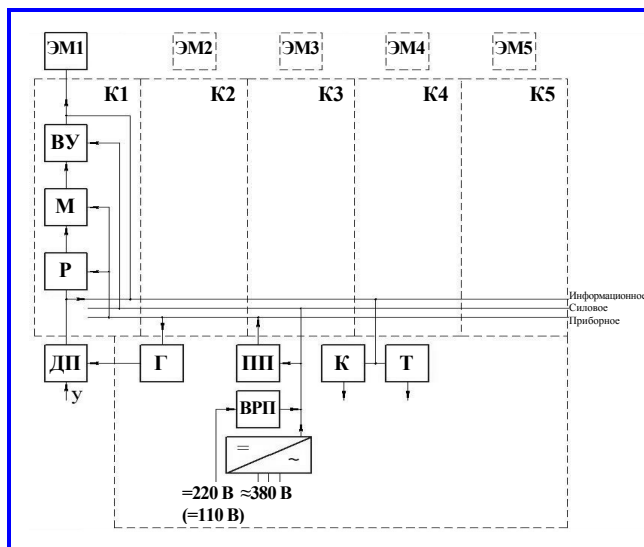 ЭМ1 ЭМ2 ЭМ3 ЭМ4 ЭМ5
К1 К2 К3 К4 К5
ВУ
М
Р
Информационное
Силовое
Приборное
ДП Г ПП К Т
У
ВРП
=
~
=220 В ≈380 В
(=110 В)